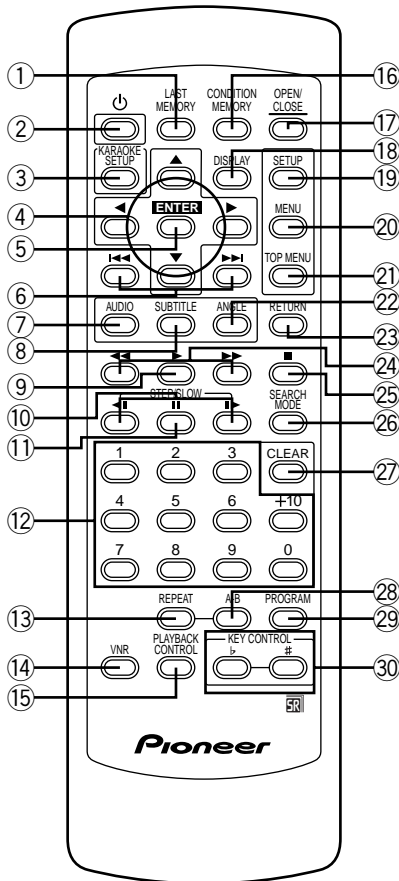 ① LAST MEMORY CONDITION MEMORY OPEN/CLOSE ⑯
② ⑰
③ KARAOKE SETUP DISPLAY SETUP ⑱
⑲
④ ENTER MENU
⑤ ⑳
⑥ TOP MENU ㉑
⑦ AUDIO SUBTITLE ANGLE RETURN ㉒
⑧ ㉓
⑨ ㉔
⑩ STEP/SLOW SEARCH MODE ㉕
⑪ ㉖
1 2 3 CLEAR ㉗
⑫ 4 5 6 +10
7 8 9 0
⑬ REPEAT A-B PROGRAM ㉘
㉙
⑭ VNR PLAYBACK CONTROL KEY CONTROL
⑮ ♭ ♯ ㉚
SR
Pioneer